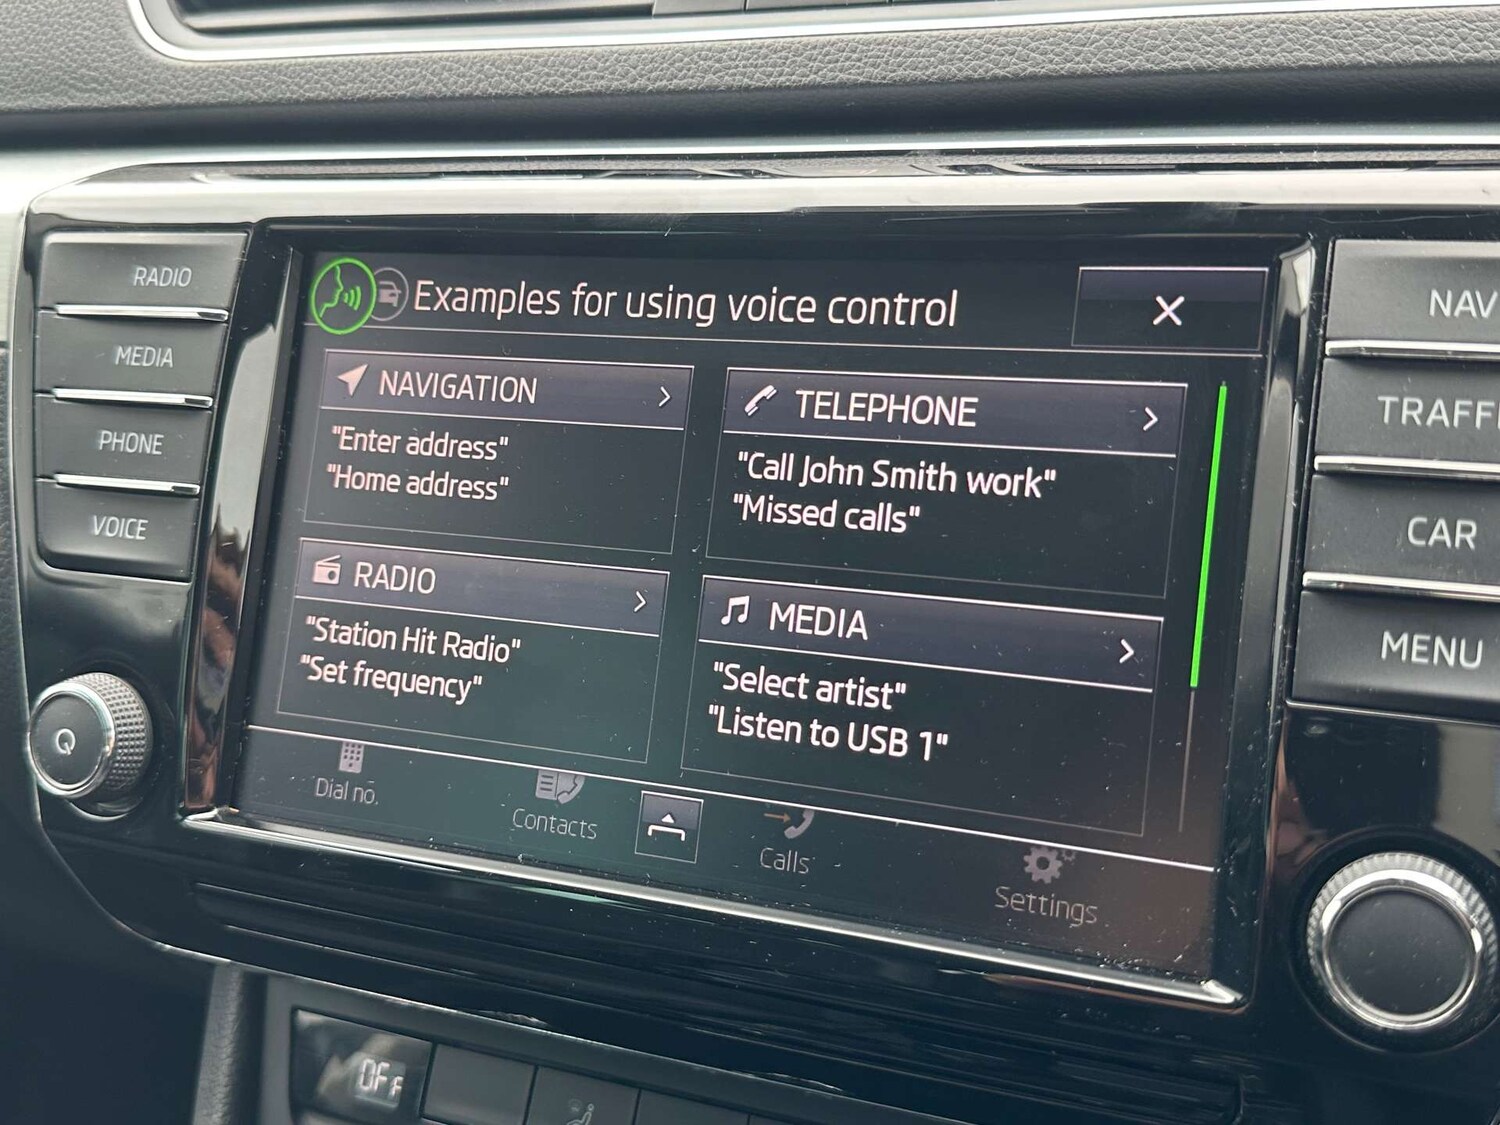 RADIO
MEDIA
PHONE
VOICE
Examples for using voice control
NAVIGATION
"Enter address"
"Home address"
TELEPHONE
"Call John Smith work"
"Missed calls"
RADIO
"Station Hit Radio"
"Set frequency"
MEDIA
"Select artist"
"Listen to USB 1"
Dial no.
Contacts
Calls
Settings
NAV
TRAFFI
CAR
MENU
OFF